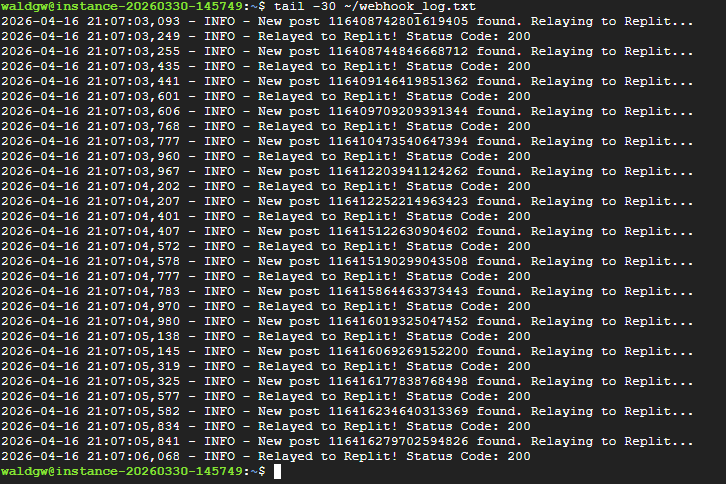 waldgw@instance-20260330-145749:~$ tail -30 ~/webhook_log.txt
2026-04-16 21:07:03,093 - INFO - New post 116408742801619405 found. Relaying to Replit...
2026-04-16 21:07:03,249 - INFO - Relayed to Replit! Status Code: 200
2026-04-16 21:07:03,255 - INFO - New post 116408744846668712 found. Relaying to Replit...
2026-04-16 21:07:03,435 - INFO - Relayed to Replit! Status Code: 200
2026-04-16 21:07:03,441 - INFO - New post 116409146419851362 found. Relaying to Replit...
2026-04-16 21:07:03,601 - INFO - Relayed to Replit! Status Code: 200
2026-04-16 21:07:03,606 - INFO - New post 116409709209391344 found. Relaying to Replit...
2026-04-16 21:07:03,768 - INFO - Relayed to Replit! Status Code: 200
2026-04-16 21:07:03,777 - INFO - New post 116410473540647394 found. Relaying to Replit...
2026-04-16 21:07:03,960 - INFO - Relayed to Replit! Status Code: 200
2026-04-16 21:07:03,967 - INFO - New post 116412203941124262 found. Relaying to Replit...
2026-04-16 21:07:04,202 - INFO - Relayed to Replit! Status Code: 200
2026-04-16 21:07:04,207 - INFO - New post 116412252214963423 found. Relaying to Replit...
2026-04-16 21:07:04,401 - INFO - Relayed to Replit! Status Code: 200
2026-04-16 21:07:04,407 - INFO - New post 116415122630904602 found. Relaying to Replit...
2026-04-16 21:07:04,572 - INFO - Relayed to Replit! Status Code: 200
2026-04-16 21:07:04,578 - INFO - New post 116415190299043508 found. Relaying to Replit...
2026-04-16 21:07:04,777 - INFO - Relayed to Replit! Status Code: 200
2026-04-16 21:07:04,783 - INFO - New post 116415864463373443 found. Relaying to Replit...
2026-04-16 21:07:04,970 - INFO - Relayed to Replit! Status Code: 200
2026-04-16 21:07:04,980 - INFO - New post 116416019325047452 found. Relaying to Replit...
2026-04-16 21:07:05,138 - INFO - Relayed to Replit! Status Code: 200
2026-04-16 21:07:05,145 - INFO - New post 116416069269152200 found. Relaying to Replit...
2026-04-16 21:07:05,319 - INFO - Relayed to Replit! Status Code: 200
2026-04-16 21:07:05,325 - INFO - New post 116416177838768498 found. Relaying to Replit...
2026-04-16 21:07:05,577 - INFO - Relayed to Replit! Status Code: 200
2026-04-16 21:07:05,582 - INFO - New post 116416234640313369 found. Relaying to Replit...
2026-04-16 21:07:05,834 - INFO - Relayed to Replit! Status Code: 200
2026-04-16 21:07:05,841 - INFO - New post 116416279702594826 found. Relaying to Replit...
2026-04-16 21:07:06,068 - INFO - Relayed to Replit! Status Code: 200
waldgw@instance-20260330-145749:~$